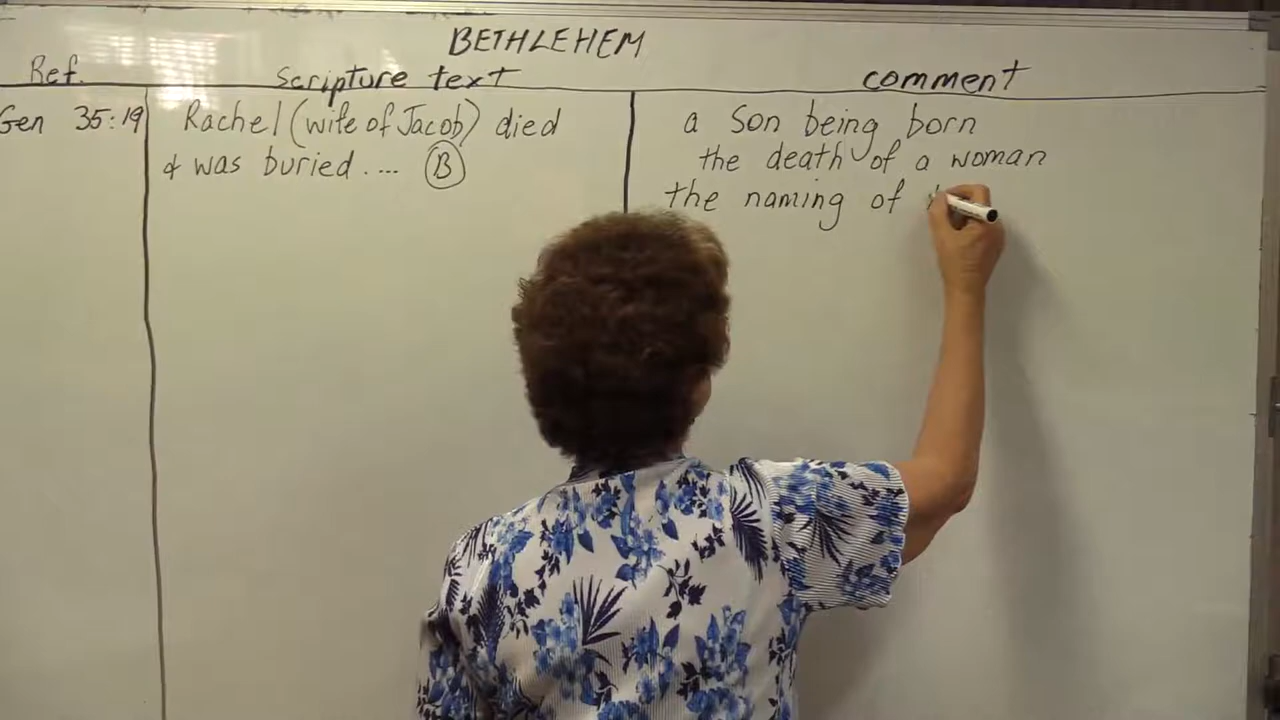 BETHLEHEM
Ref. scripture text comment
Gen 35:19 Rachel (wife of Jacob) died
& was buried .... B
a Son being born
the death of a woman
the naming of